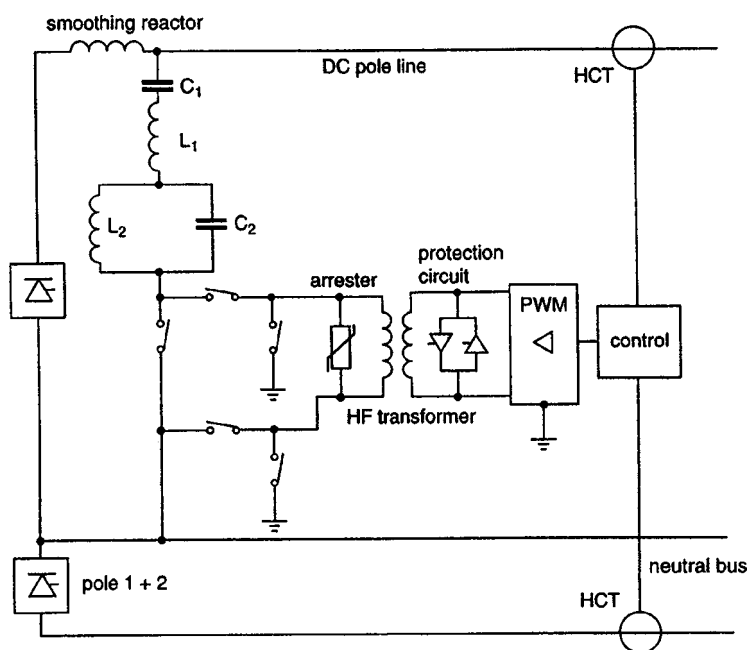 smoothing reactor
DC pole line
HCT
C1
L1
L2
C2
arrester
protection
circuit
PWM
control
HF transformer
neutral bus
pole 1 + 2
HCT